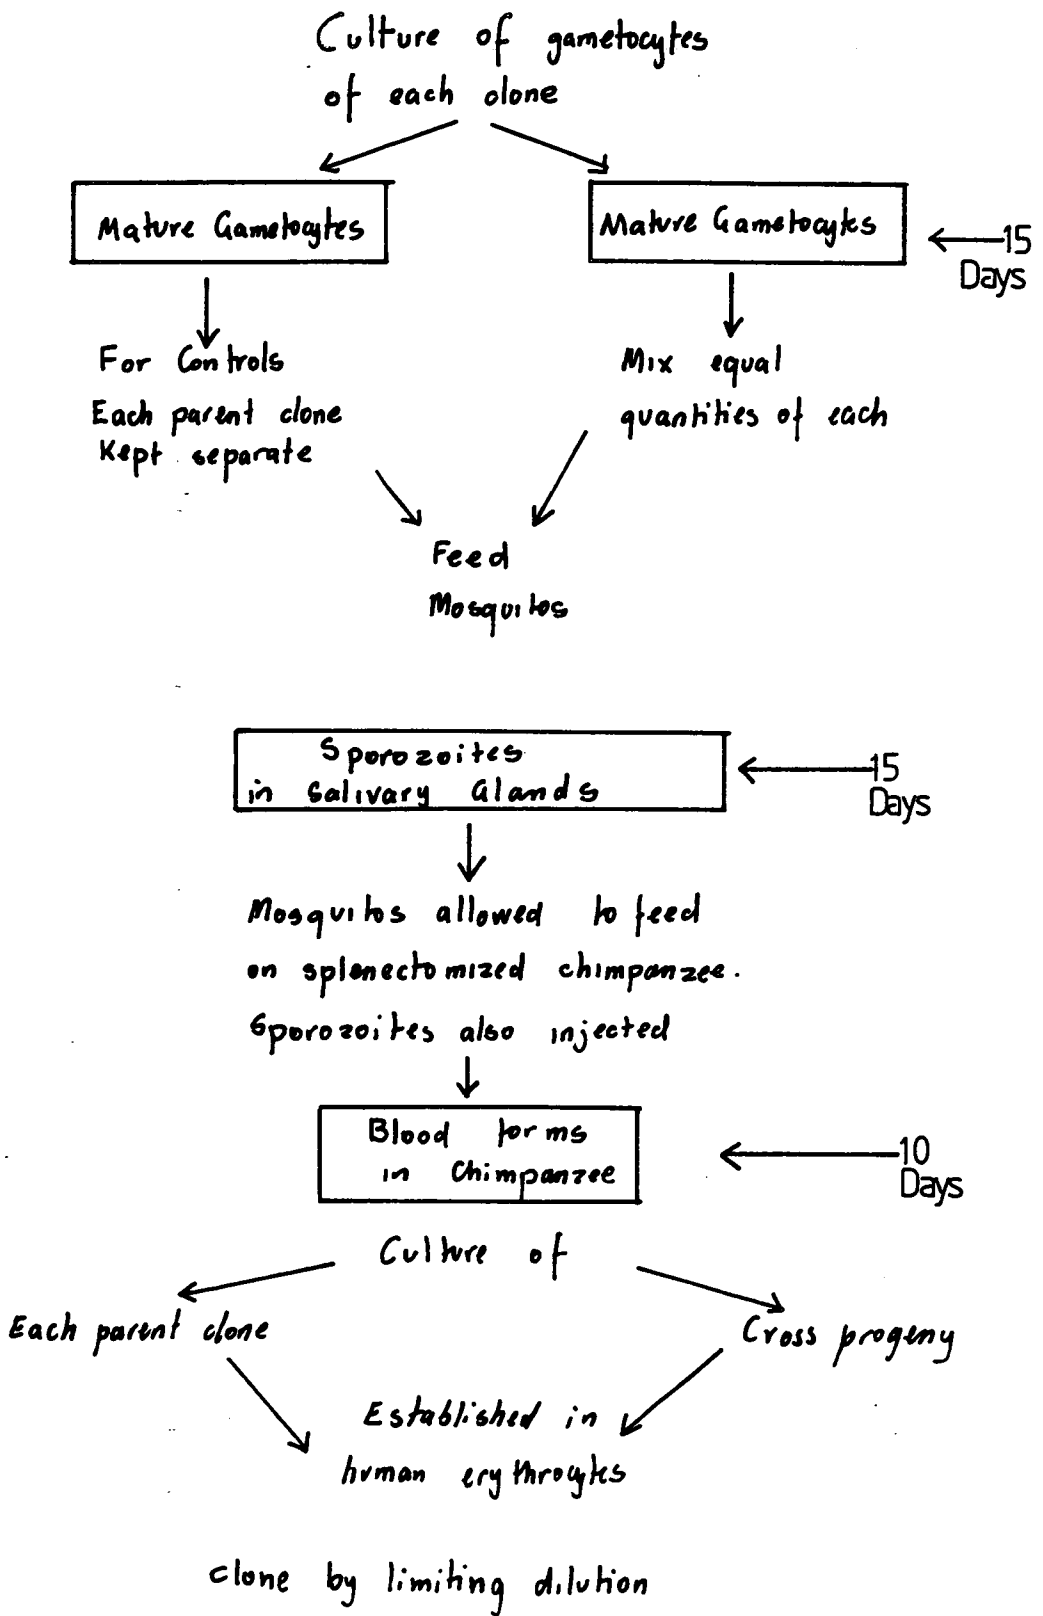 Culture of gametocytes
of each clone
Mature Gametocytes
Mature Gametocytes
15
Days
For Controls
Each parent clone
Kept separate
Mix equal
quantities of each
Feed
Mosquitos
Sporozoites
in Salivary Glands
15
Days
Mosquitos allowed to feed
on splenectomized chimpanzee.
Sporozoites also injected
Blood forms
in Chimpanzee
10
Days
Culture of
Each parent clone
Cross progeny
Established in
human erythrocytes
clone by limiting dilution